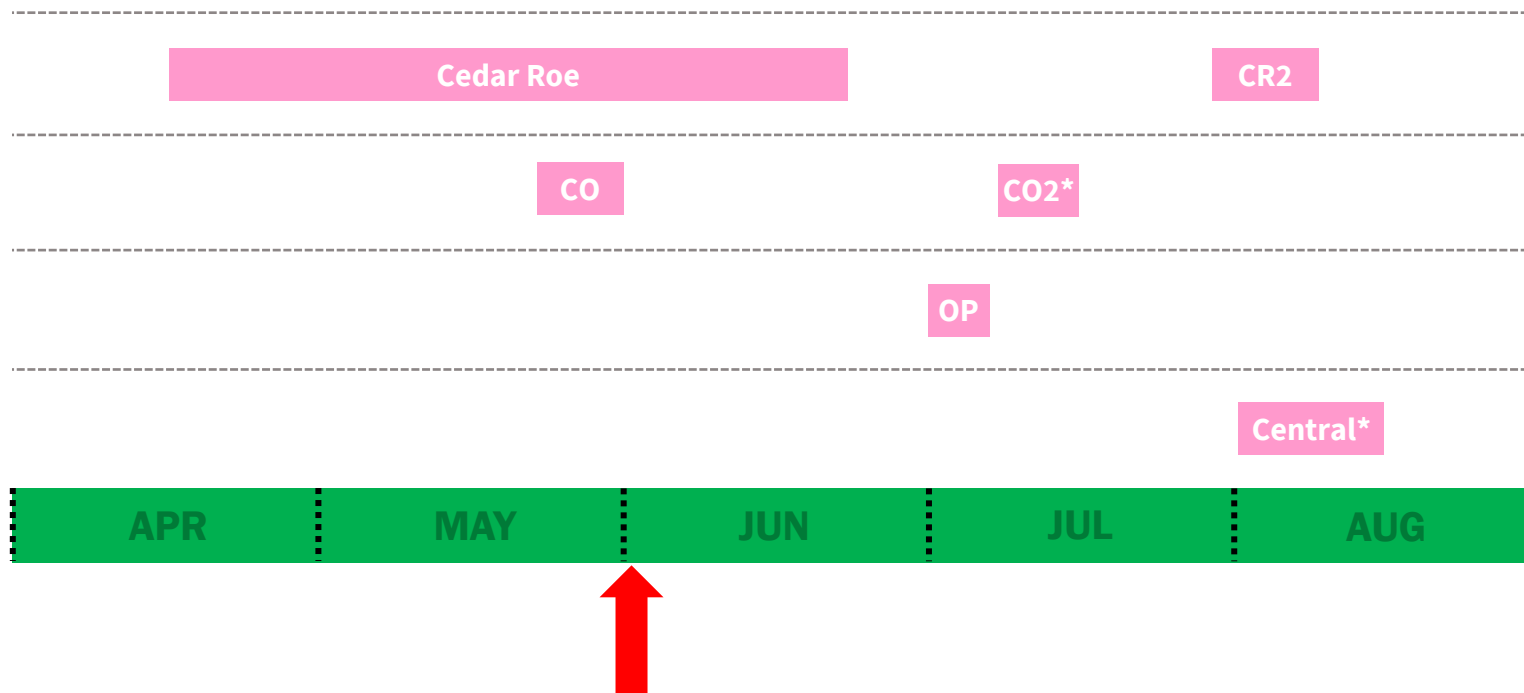 Cedar Roe
CR2
CO
CO2*
OP
Central*
APR
MAY
JUN
JUL
AUG